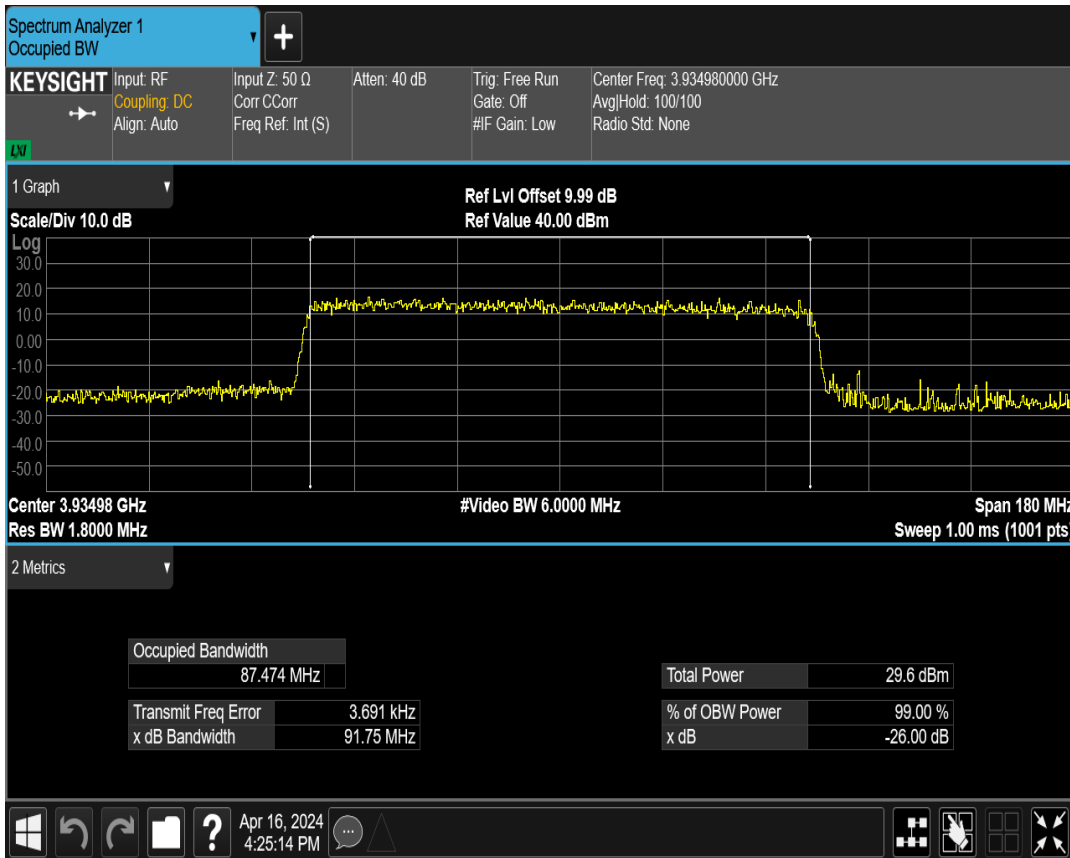 Spectrum Analyzer 1
Occupied BW
+
KEYSIGHT
LXI
Input: RF
Coupling: DC
Align: Auto
Input Z: 50 Ω
Corr CCorr
Freq Ref: Int (S)
Atten: 40 dB
Trig: Free Run
Gate: Off
#IF Gain: Low
Center Freq: 3.934980000 GHz
Avg|Hold: 100/100
Radio Std: None
1 Graph
Scale/Div 10.0 dB
Ref Lvl Offset 9.99 dB
Ref Value 40.00 dBm
Log
30.0
20.0
10.0
0.00
-10.0
-20.0
-30.0
-40.0
-50.0
Center 3.93498 GHz
#Video BW 6.0000 MHz
Span 180 MHz
Res BW 1.8000 MHz
Sweep 1.00 ms (1001 pts)
2 Metrics
Occupied Bandwidth
87.474 MHz
Total Power 29.6 dBm
Transmit Freq Error 3.691 kHz
% of OBW Power 99.00 %
x dB Bandwidth 91.75 MHz
x dB -26.00 dB
?
Apr 16, 2024
4:25:14 PM